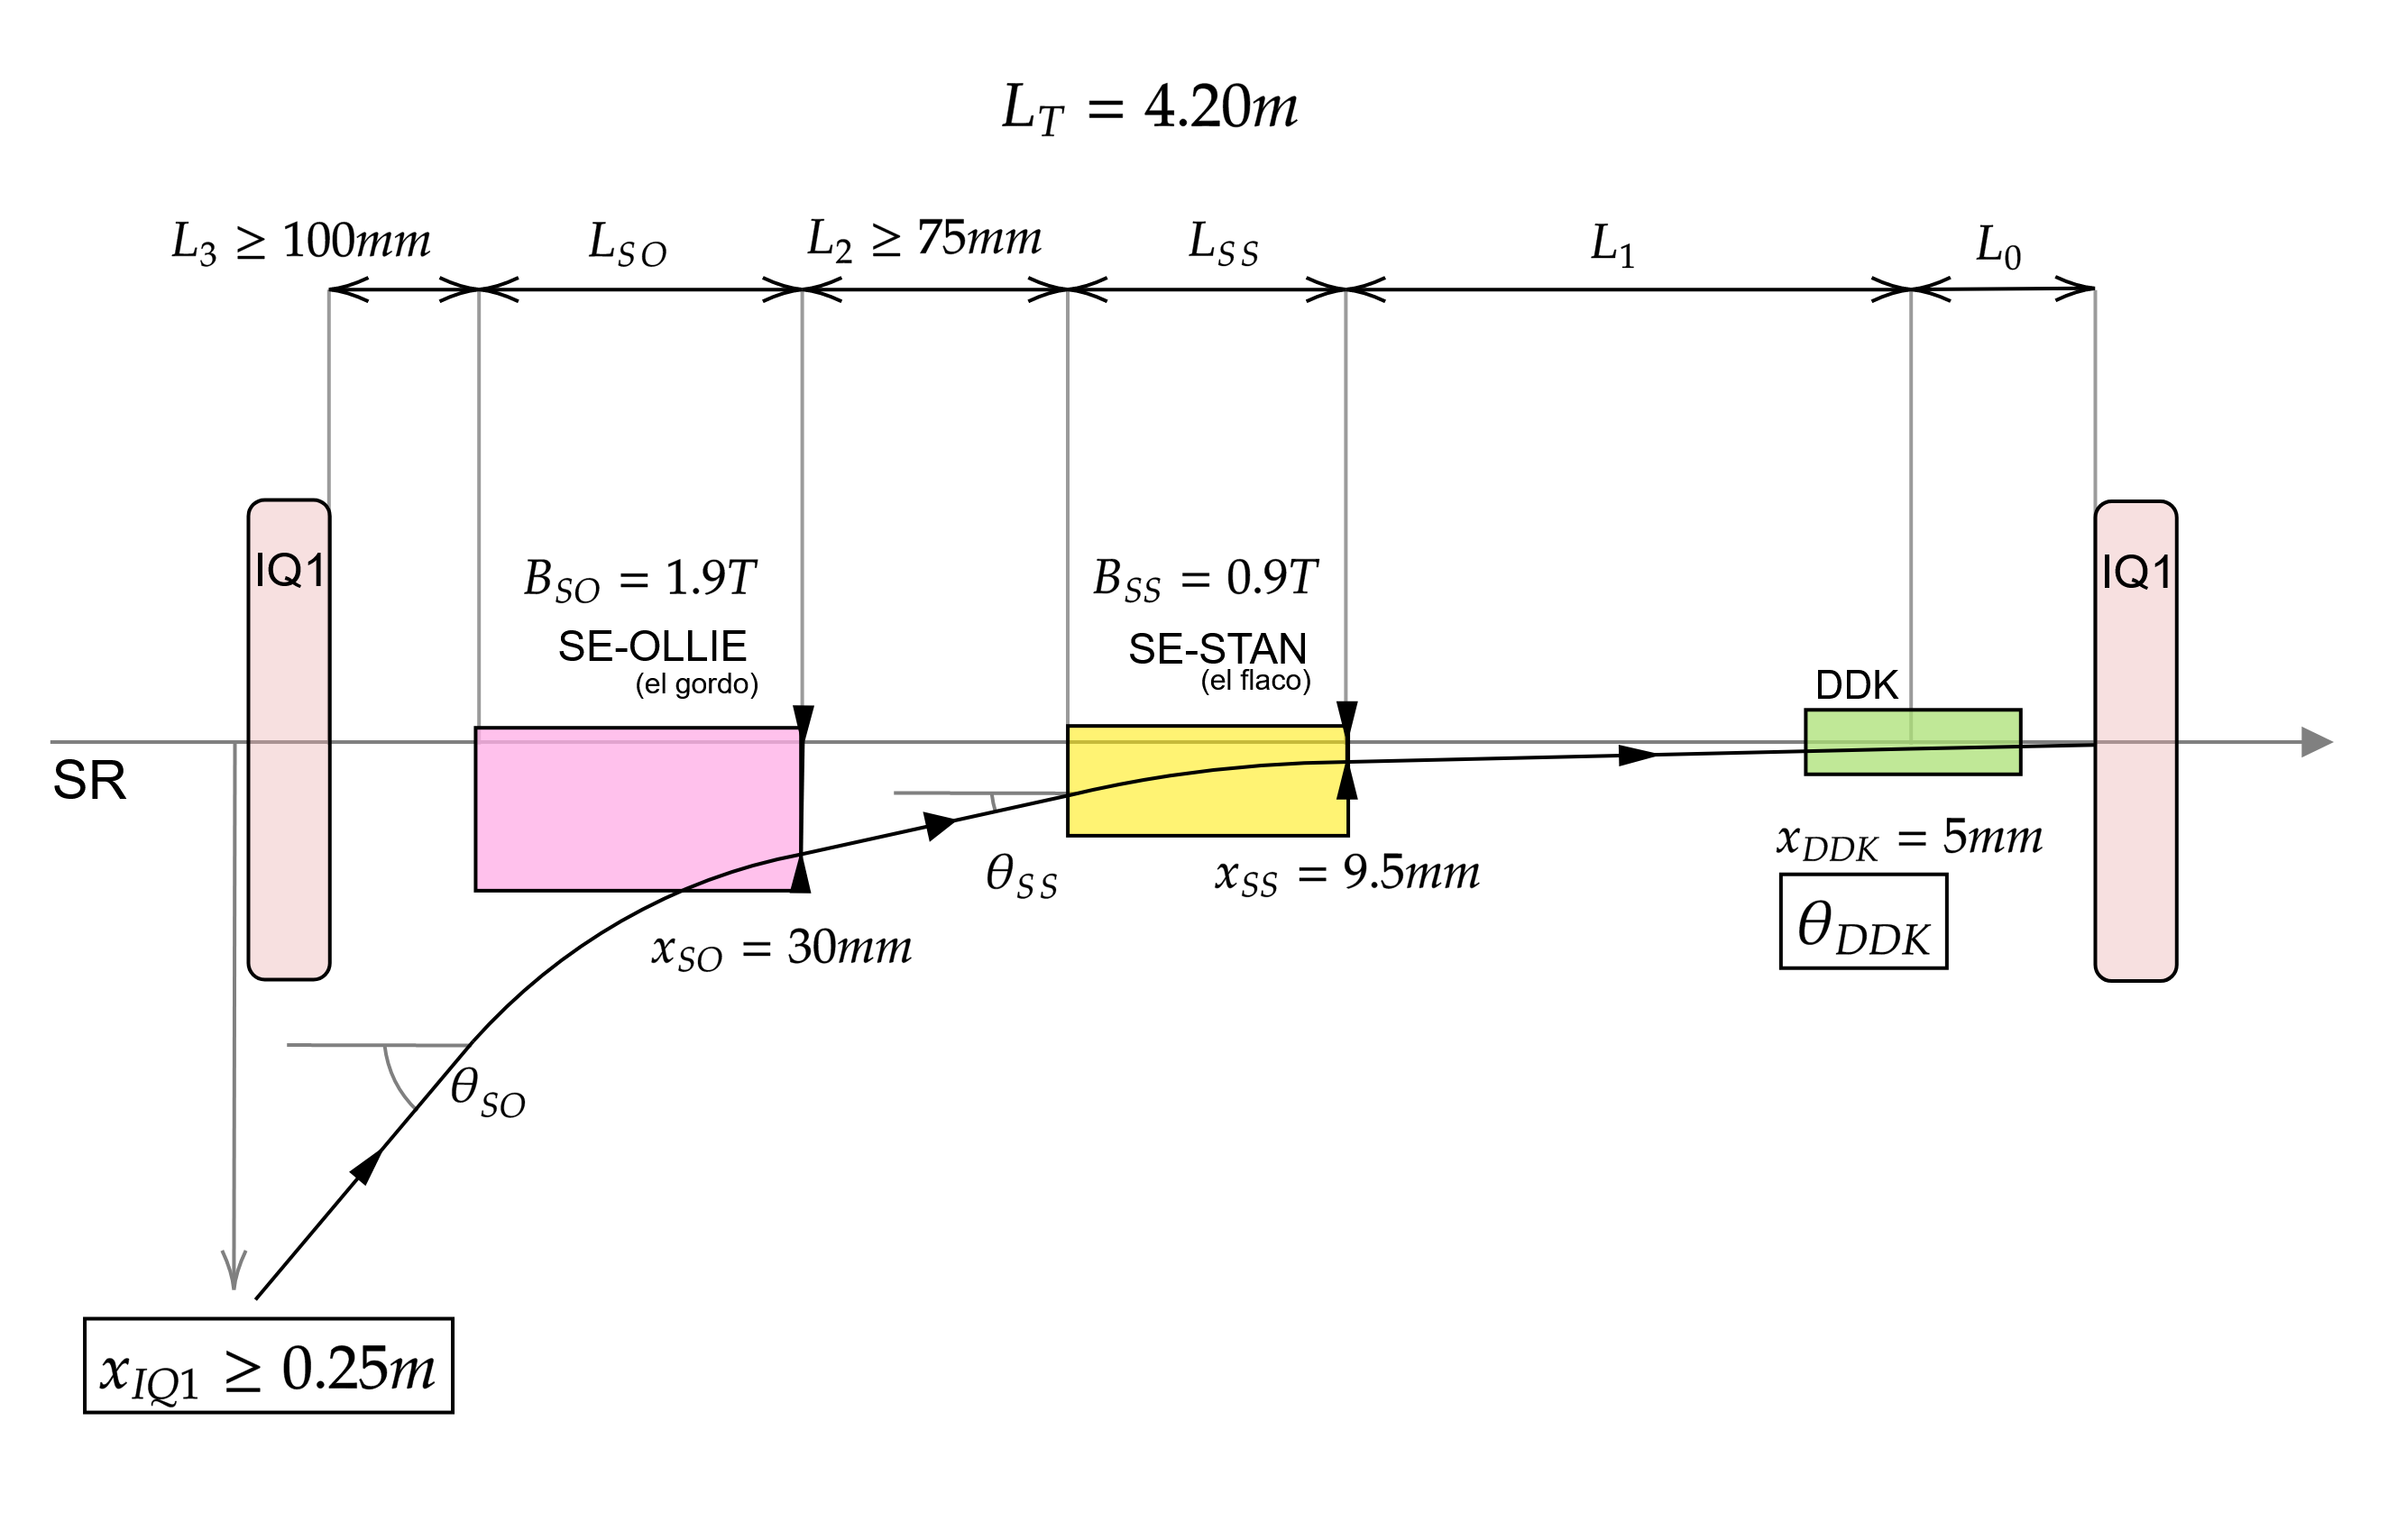 L_T = 4.20m
L_3 ≥ 100mm
L_SO
L_2 ≥ 75mm
L_SS
L_1
L_0
IQ1
B_SO = 1.9T
SE-OLLIE
(el gordo)
B_SS = 0.9T
SE-STAN
(el flaco)
IQ1
DDK
SR
x_DDK = 5mm
θ_SS
x_SS = 9.5mm
θ_DDK
x_SO = 30mm
θ_SO
x_IQ1 ≥ 0.25m